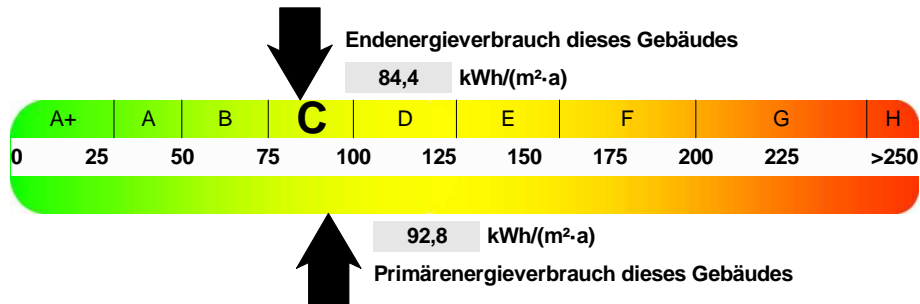 Endenergieverbrauch dieses Gebäudes
84,4 kWh/(m²·a)
A+ A B C D E F G H
0 25 50 75 100 125 150 175 200 225 >250
92,8 kWh/(m²·a)
Primärenergieverbrauch dieses Gebäudes